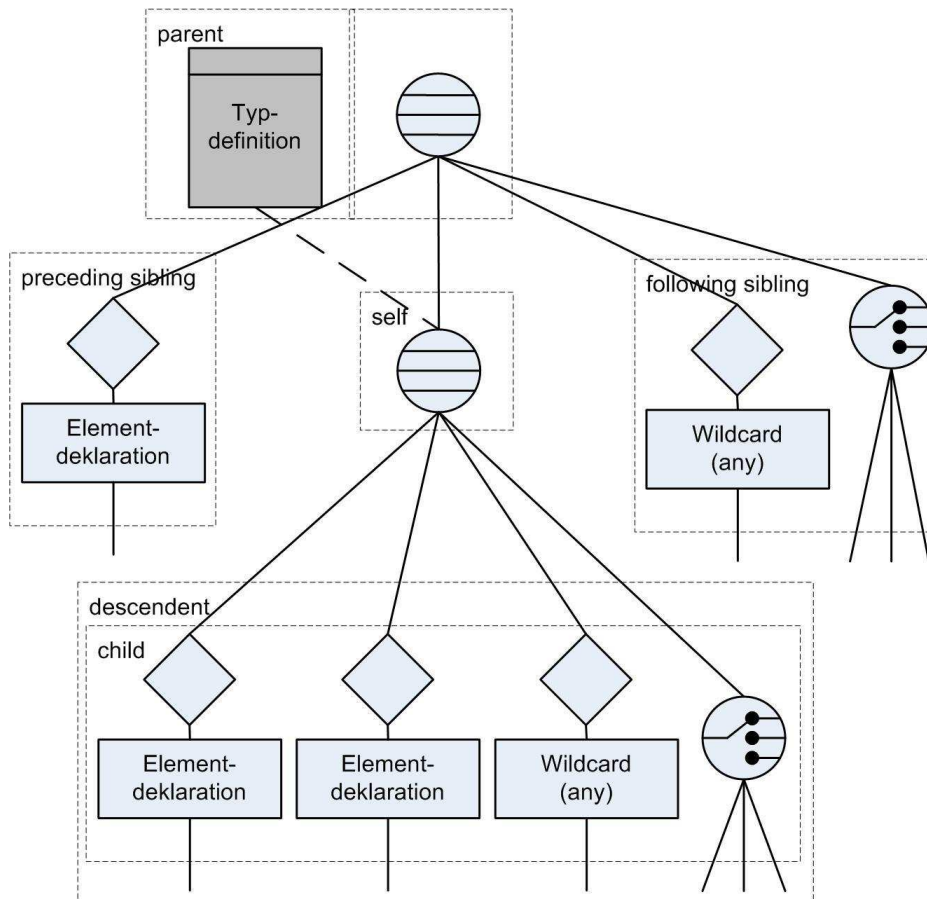 parent
Typ-
definition
preceding sibling
Element-
deklaration
self
following sibling
Wildcard
(any)
descendent
child
Element-
deklaration
Element-
deklaration
Wildcard
(any)